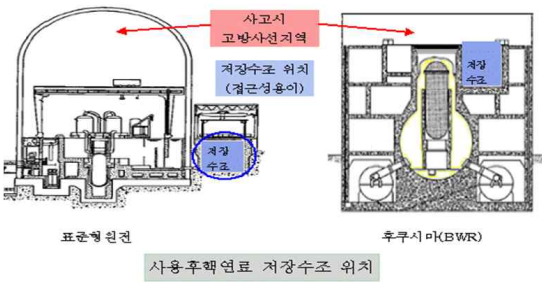 사고시
고방사선지역
저장수조 위치
(접근성용이)
저장
수조
저장
수조
표준형원전
후쿠시마(BWR)
사용후핵연료 저장수조 위치